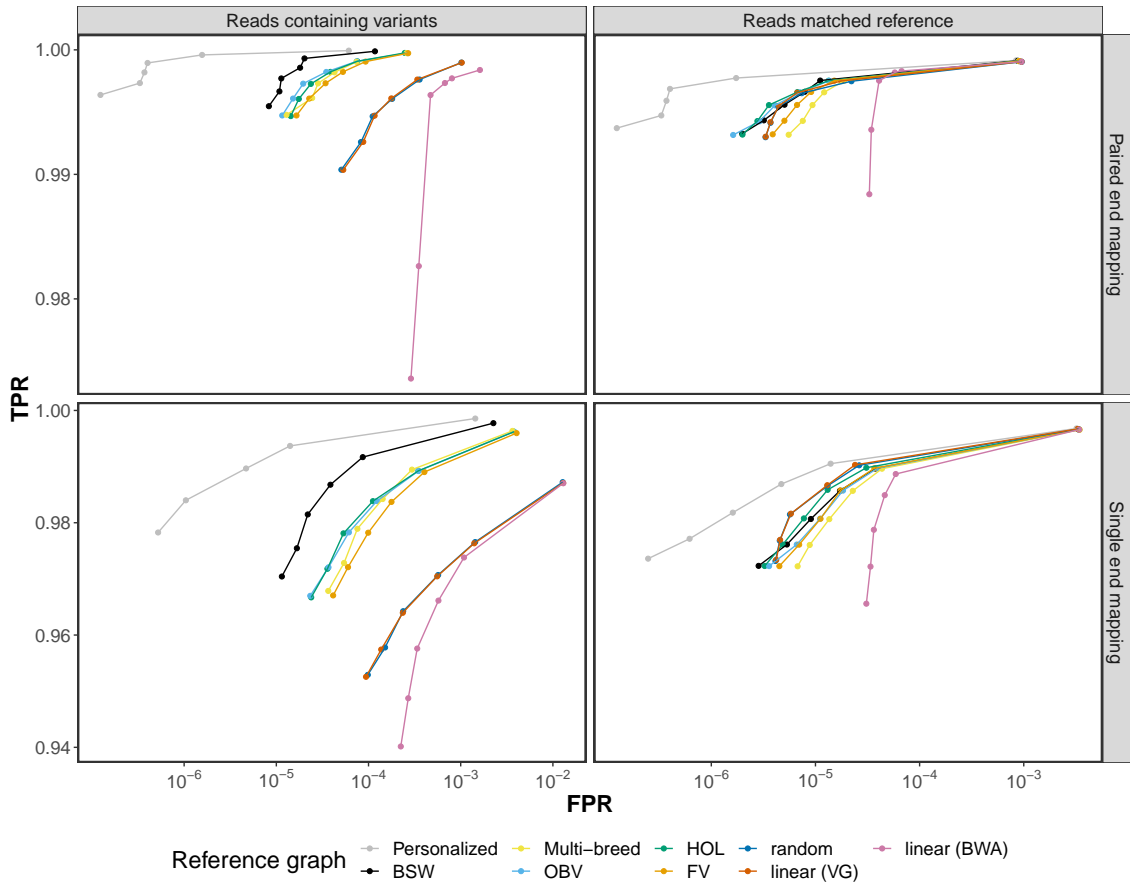 Reads containing variants
Reads matched reference
1.00
0.99
0.98
Paired end mapping
TPR
1.00
0.98
0.96
0.94
Single end mapping
10−6 10−5 10−4 10−3 10−2
10−6 10−5 10−4 10−3
FPR
Reference graph
Personalized Multi−breed HOL random linear (BWA)
BSW OBV FV linear (VG)